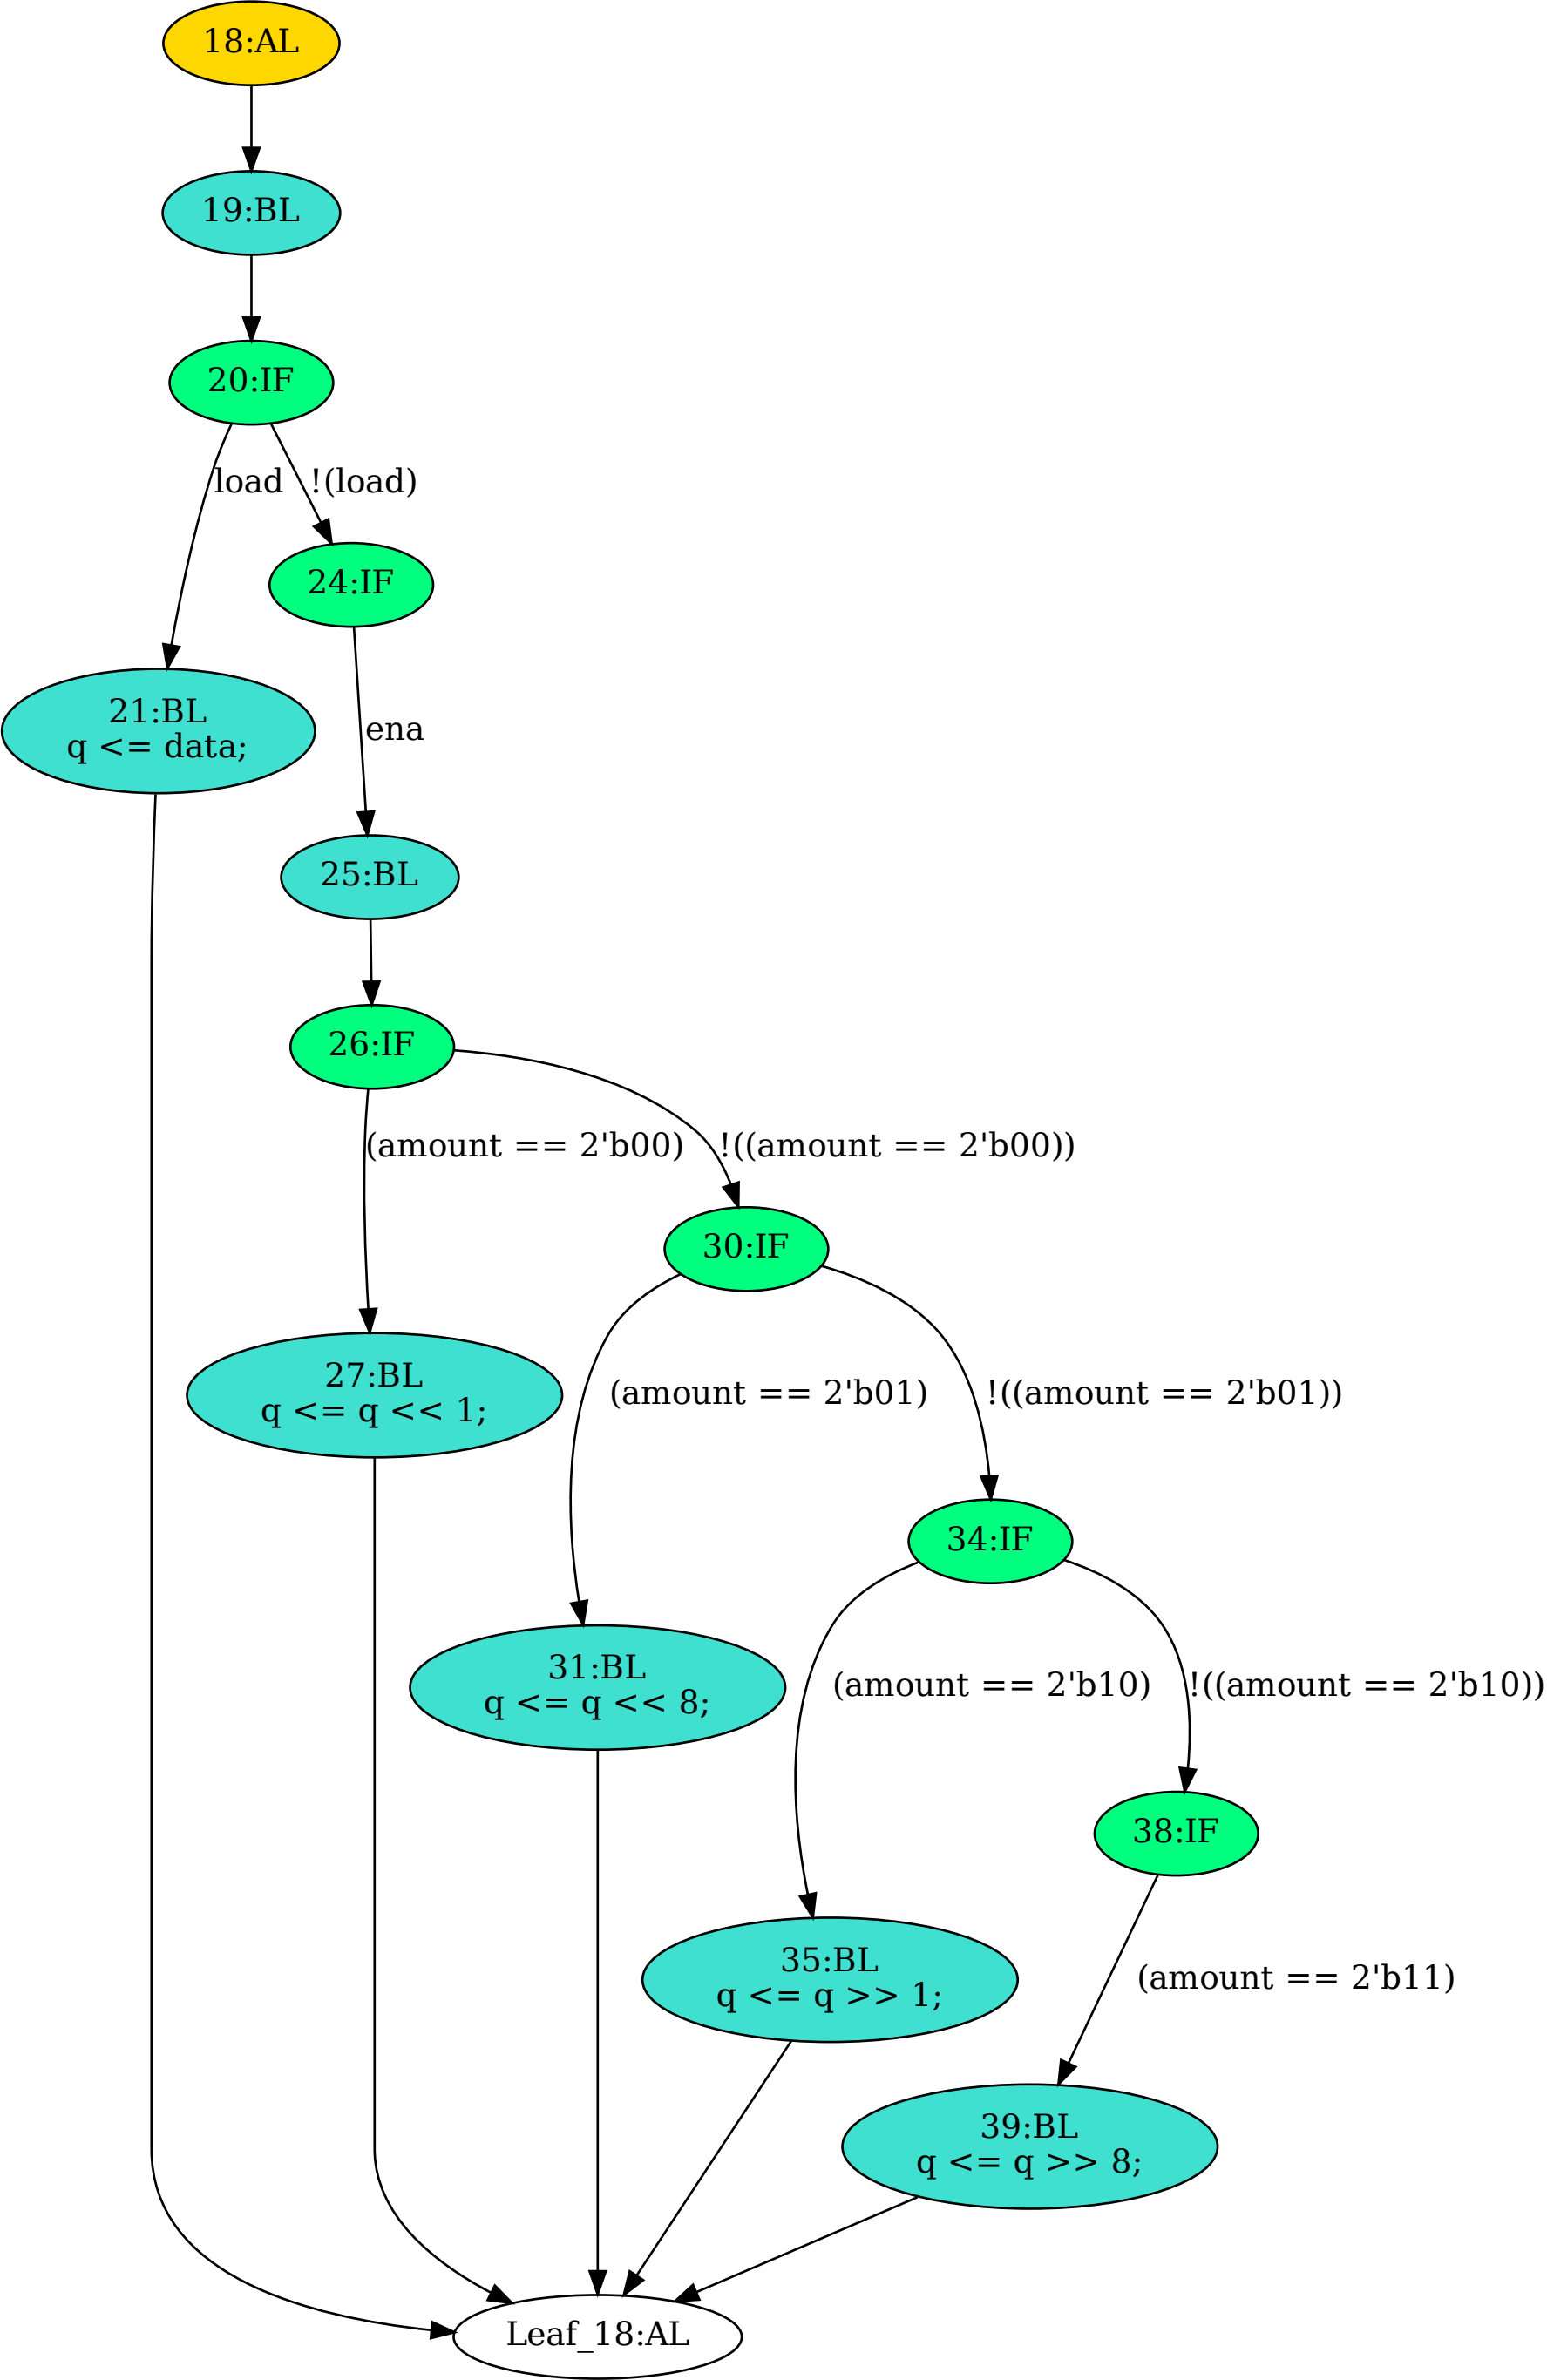 18:AL
19:BL
20:IF
load
!(load)
24:IF
21:BL
q <= data;
ena
25:BL
26:IF
(amount == 2'b00)
!((amount == 2'b00))
30:IF
27:BL
q <= q << 1;
(amount == 2'b01)
!((amount == 2'b01))
34:IF
31:BL
q <= q << 8;
(amount == 2'b10)
!((amount == 2'b10))
38:IF
35:BL
q <= q >> 1;
(amount == 2'b11)
39:BL
q <= q >> 8;
Leaf_18:AL